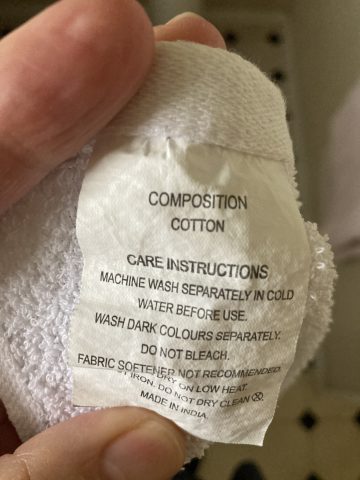 COMPOSITION
COTTON
CARE INSTRUCTIONS
MACHINE WASH SEPARATELY IN COLD
WATER BEFORE USE.
WASH DARK COLOURS SEPARATELY.
DO NOT BLEACH.
FABRIC SOFTENER NOT RECOMMENDED.
DRY ON LOW HEAT.
IRON. DO NOT DRY CLEAN
MADE IN INDIA